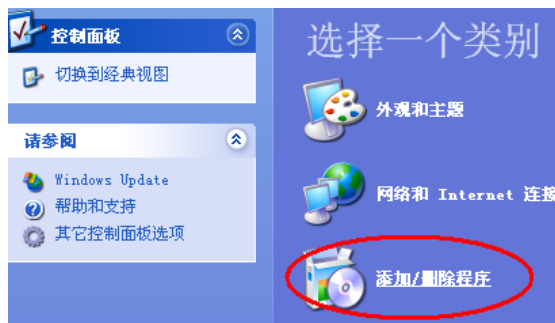 控制面板
切换到经典视图
请参阅
Windows Update
帮助和支持
其它控制面板选项
选择一个类别
外观和主题
网络和 Internet 连接
添加/删除程序